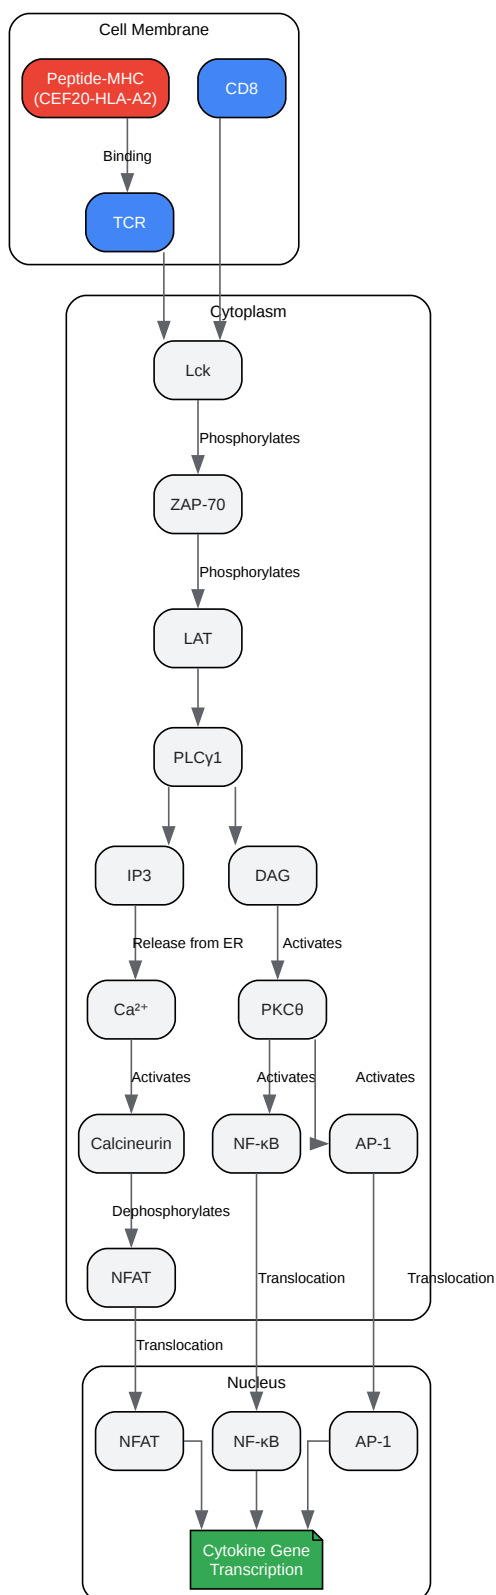 Cell Membrane
Peptide-MHC
(CEF20-HLA-A2)
CD8
Binding
TCR
Cytoplasm
Lck
Phosphorylates
ZAP-70
Phosphorylates
LAT
PLCγ1
IP3
DAG
Release from ER
Activates
Ca²⁺
PKCθ
Activates
Activates
Activates
Calcineurin
NF-κB
AP-1
Dephosphorylates
NFAT
Translocation
Translocation
Translocation
Nucleus
NFAT
NF-κB
AP-1
Cytokine Gene
Transcription